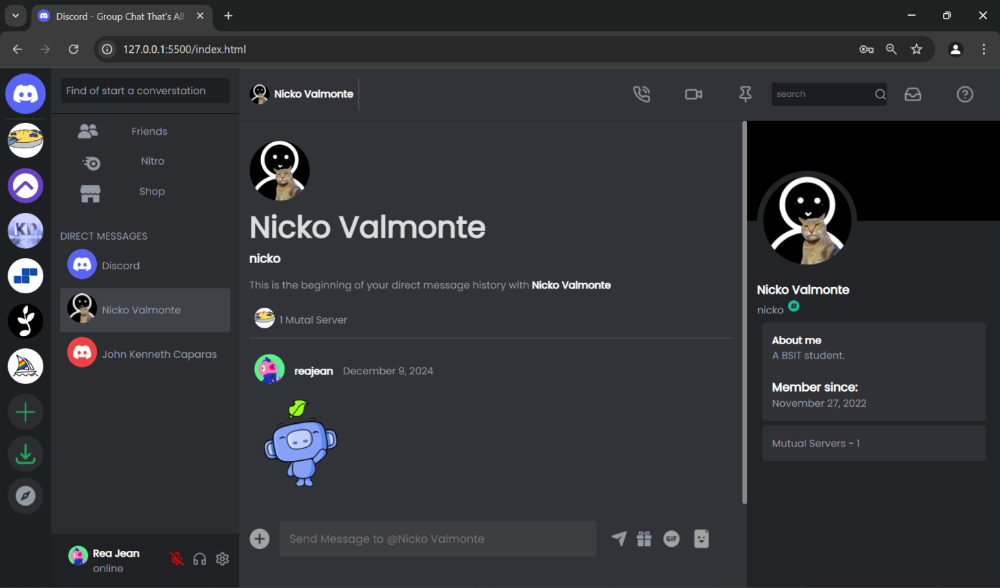 Discord - Group Chat That's All
127.0.0.1:5500/index.html
Find of start a converstation
Friends
Nitro
Shop
DIRECT MESSAGES
Discord
Nicko Valmonte
John Kenneth Caparas
Rea Jean
online
KP
Nicko Valmonte
search
Nicko Valmonte
nicko
This is the beginning of your direct message history with Nicko Valmonte
1 Mutal Server
reajean December 9, 2024
Send Message to @Nicko Valmonte
GIF
Nicko Valmonte
nicko #
About me
A BSIT student.
Member since:
November 27, 2022
Mutual Servers - 1